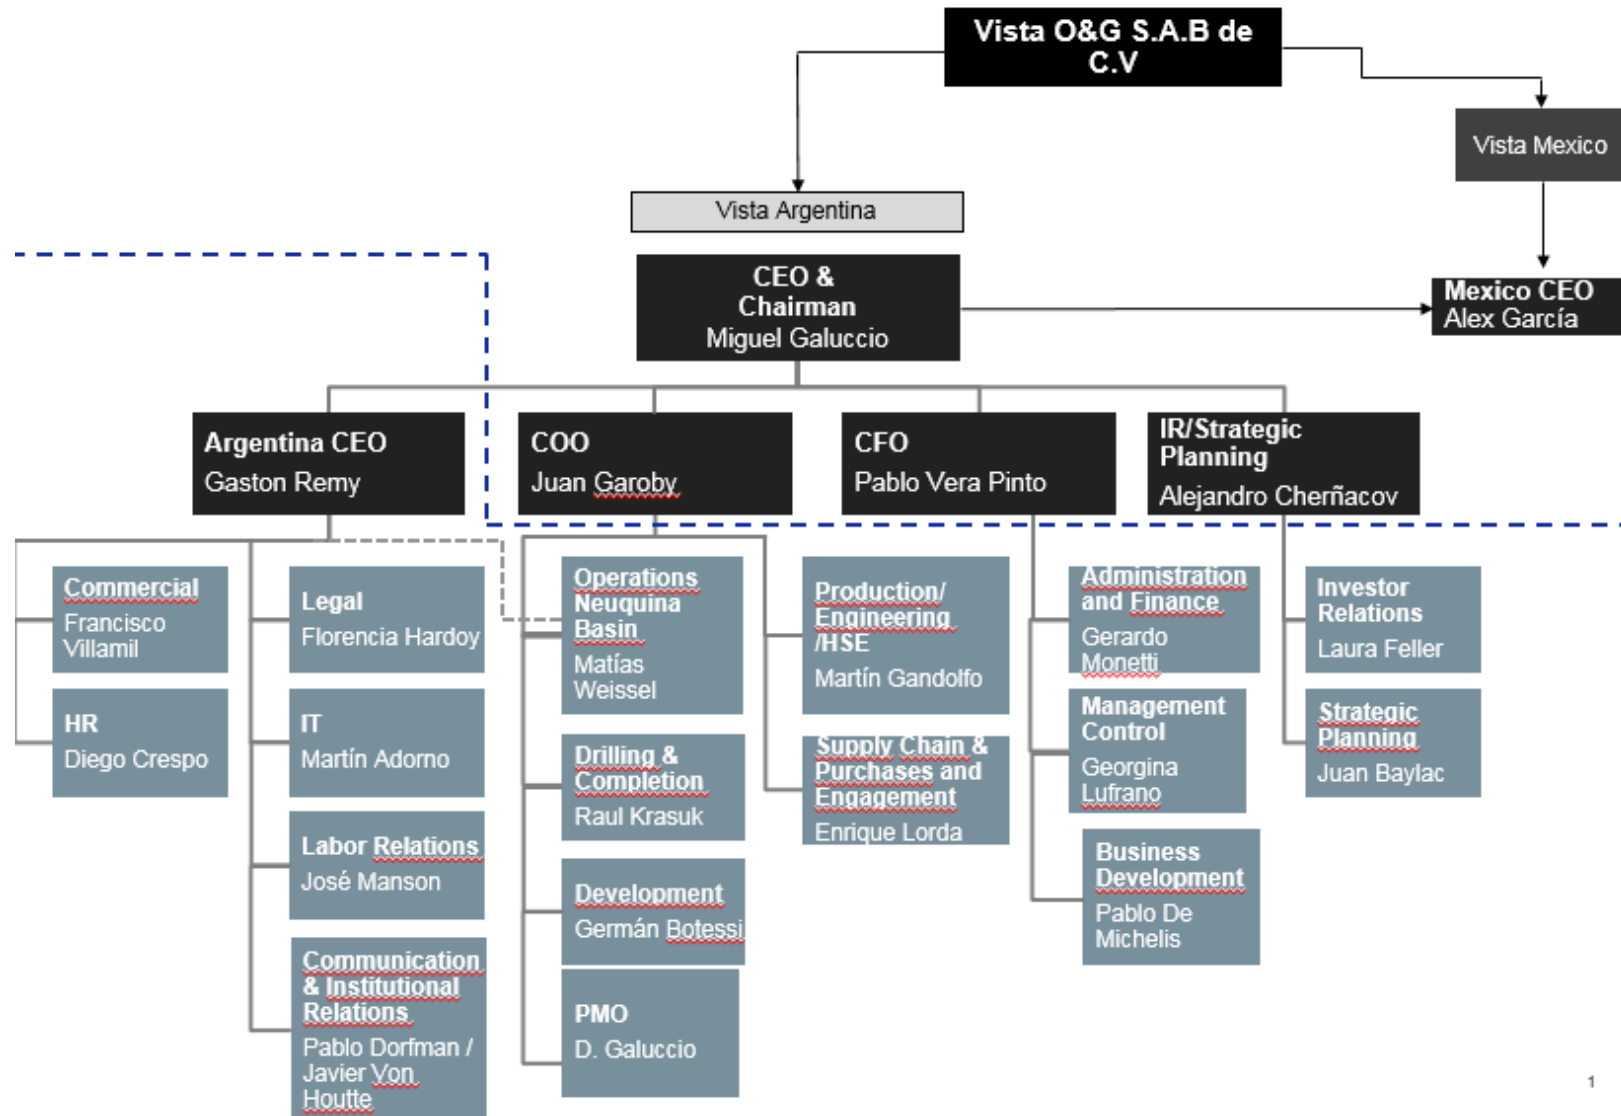 Vista O&G S.A.B de
C.V
Vista Mexico
Vista Argentina
CEO &
Chairman
Miguel Galuccio
Mexico CEO
Alex García
Argentina CEO
Gaston Remy
COO
Juan Garoby
CFO
Pablo Vera Pinto
IR/Strategic
Planning
Alejandro Cherñacov
Commercial
Francisco
Villamil
HR
Diego Crespo
Legal
Florencia Hardoy
IT
Martín Adorno
Labor Relations
José Manson
Communication
& Institutional
Relations
Pablo Dorfman /
Javier Von
Houtte
Operations
Neuquina
Basin
Matías
Weissel
Drilling &
Completion
Raul Krasuk
Development
Germán Botessi
PMO
D. Galuccio
Production/
Engineering
/HSE
Martín Gandolfo
Supply Chain &
Purchases and
Engagement
Enrique Lorda
Administration
and Finance
Gerardo
Monetti
Management
Control
Georgina
Lufrano
Business
Development
Pablo De
Michelis
Investor
Relations
Laura Feller
Strategic
Planning
Juan Baylac
1